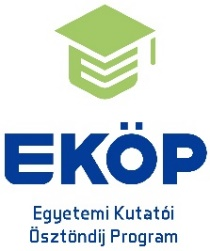 EKÖP
Egyetemi Kutatói
Ösztöndíj Program